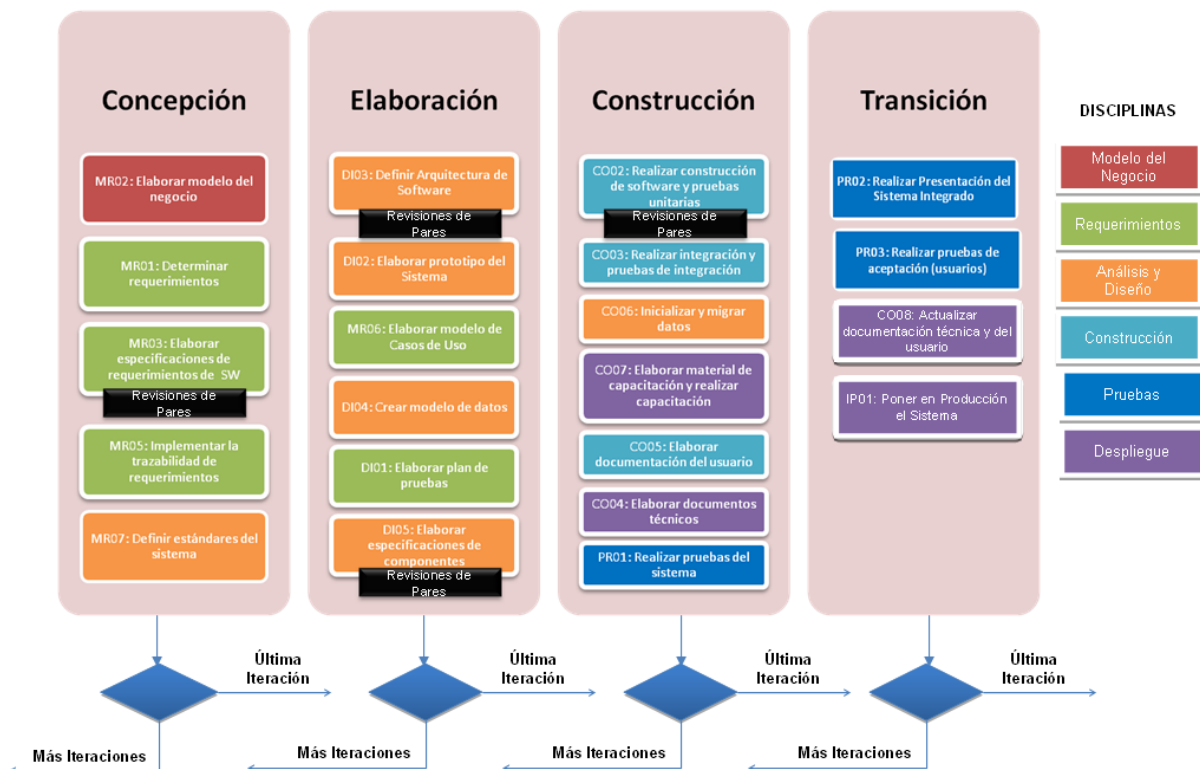 Concepción
MR02: Elaborar modelo del
negocio
MR01: Determinar
requerimientos
MR03: Elaborar
especificaciones de
requerimientos de SW
Revisiones de
Pares
MR05: Implementar la
trazabilidad de
requerimientos
MR07: Definir estándares del
sistema
Elaboración
DI03: Definir Arquitectura de
Software
Revisiones de
Pares
DI02: Elaborar prototipo del
Sistema
MR06: Elaborar modelo de
Casos de Uso
DI04: Crear modelo de datos
DI01: Elaborar plan de
pruebas
DI05: Elaborar
especificaciones de
componentes
Revisiones de
Pares
Construcción
CO02: Realizar construcción
de software y pruebas
unitarias
Revisiones de
Pares
CO03: Realizar integración y
pruebas de integración
CO06: Inicializar y migrar
datos
CO07: Elaborar material de
capacitación y realizar
capacitación
CO05: Elaborar
documentación del usuario
CO04: Elaborar documentos
técnicos
PR01: Realizar pruebas del
sistema
Transición
PR02: Realizar Presentación del
Sistema Integrado
PR03: Realizar pruebas de
aceptación (usuarios)
CO08: Actualizar
documentación técnica y del
usuario
IP01: Poner en Producción
el Sistema
DISCIPLINAS
Modelo del
Negocio
Requerimientos
Análisis y
Diseño
Construcción
Pruebas
Despliegue
Última
Iteración
Última
Iteración
Última
Iteración
Última
Iteración
Más Iteraciones
Más Iteraciones
Más Iteraciones
Más Iteraciones